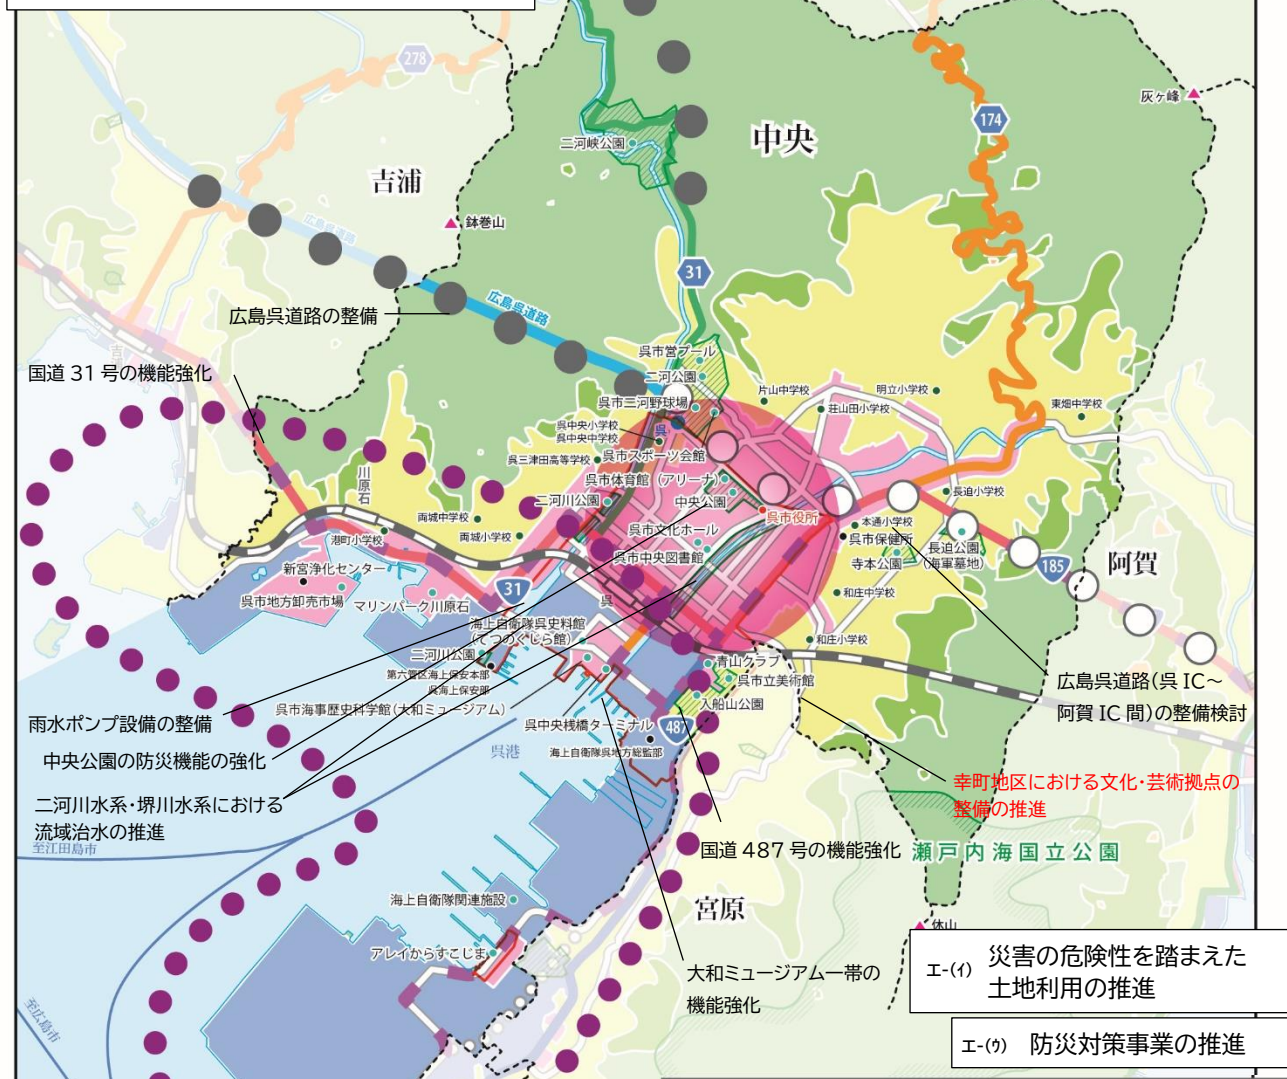 278
174
灰ヶ峰
中央
二河峡公園
吉浦
鉢巻山
広島呉道路
31
広島呉道路
広島呉道路の整備
吉浦
国道 31 号の機能強化
呉市営プール
二河公園
呉市二河野球場
片山中学校
明立小学校
荘山田小学校
東畑中学校
呉中央小学校
呉中央中学校
呉
呉三津田高等学校
呉市スポーツ会館
呉市体育館（アリーナ）
川原石
二河川公園
中央公園
長迫小学校
両城中学校
呉市文化ホール
呉市役所
本通小学校
港町小学校
両城小学校
呉市保健所
長迫公園
(海軍墓地)
呉市中央図書館
寺本公園
185
阿賀
新宮浄化センター
31
呉
呉市地方卸売市場
マリンパーク川原石
和庄中学校
海上自衛隊呉史料館
(てつのくじら館)
和庄小学校
二河川公園
青山クラブ
第六管区海上保安本部
呉海上保安部
呉市立美術館
広島呉道路(呉 IC～
阿賀 IC 間)の整備検討
呉市海事歴史科学館(大和ミュージアム)
入船山公園
雨水ポンプ設備の整備
呉中央桟橋ターミナル
487
呉港
海上自衛隊呉地方総監部
中央公園の防災機能の強化
幸町地区における文化・芸術拠点の
整備の推進
二河川水系・堺川水系における
流域治水の推進
至江田島市
国道 487 号の機能強化
瀬戸内海国立公園
海上自衛隊関連施設
宮原
休山
アレイからすこじま
大和ミュージアム一帯の
機能強化
エ-(イ) 災害の危険性を踏まえた
土地利用の推進
至広島市
エ-(ウ) 防災対策事業の推進